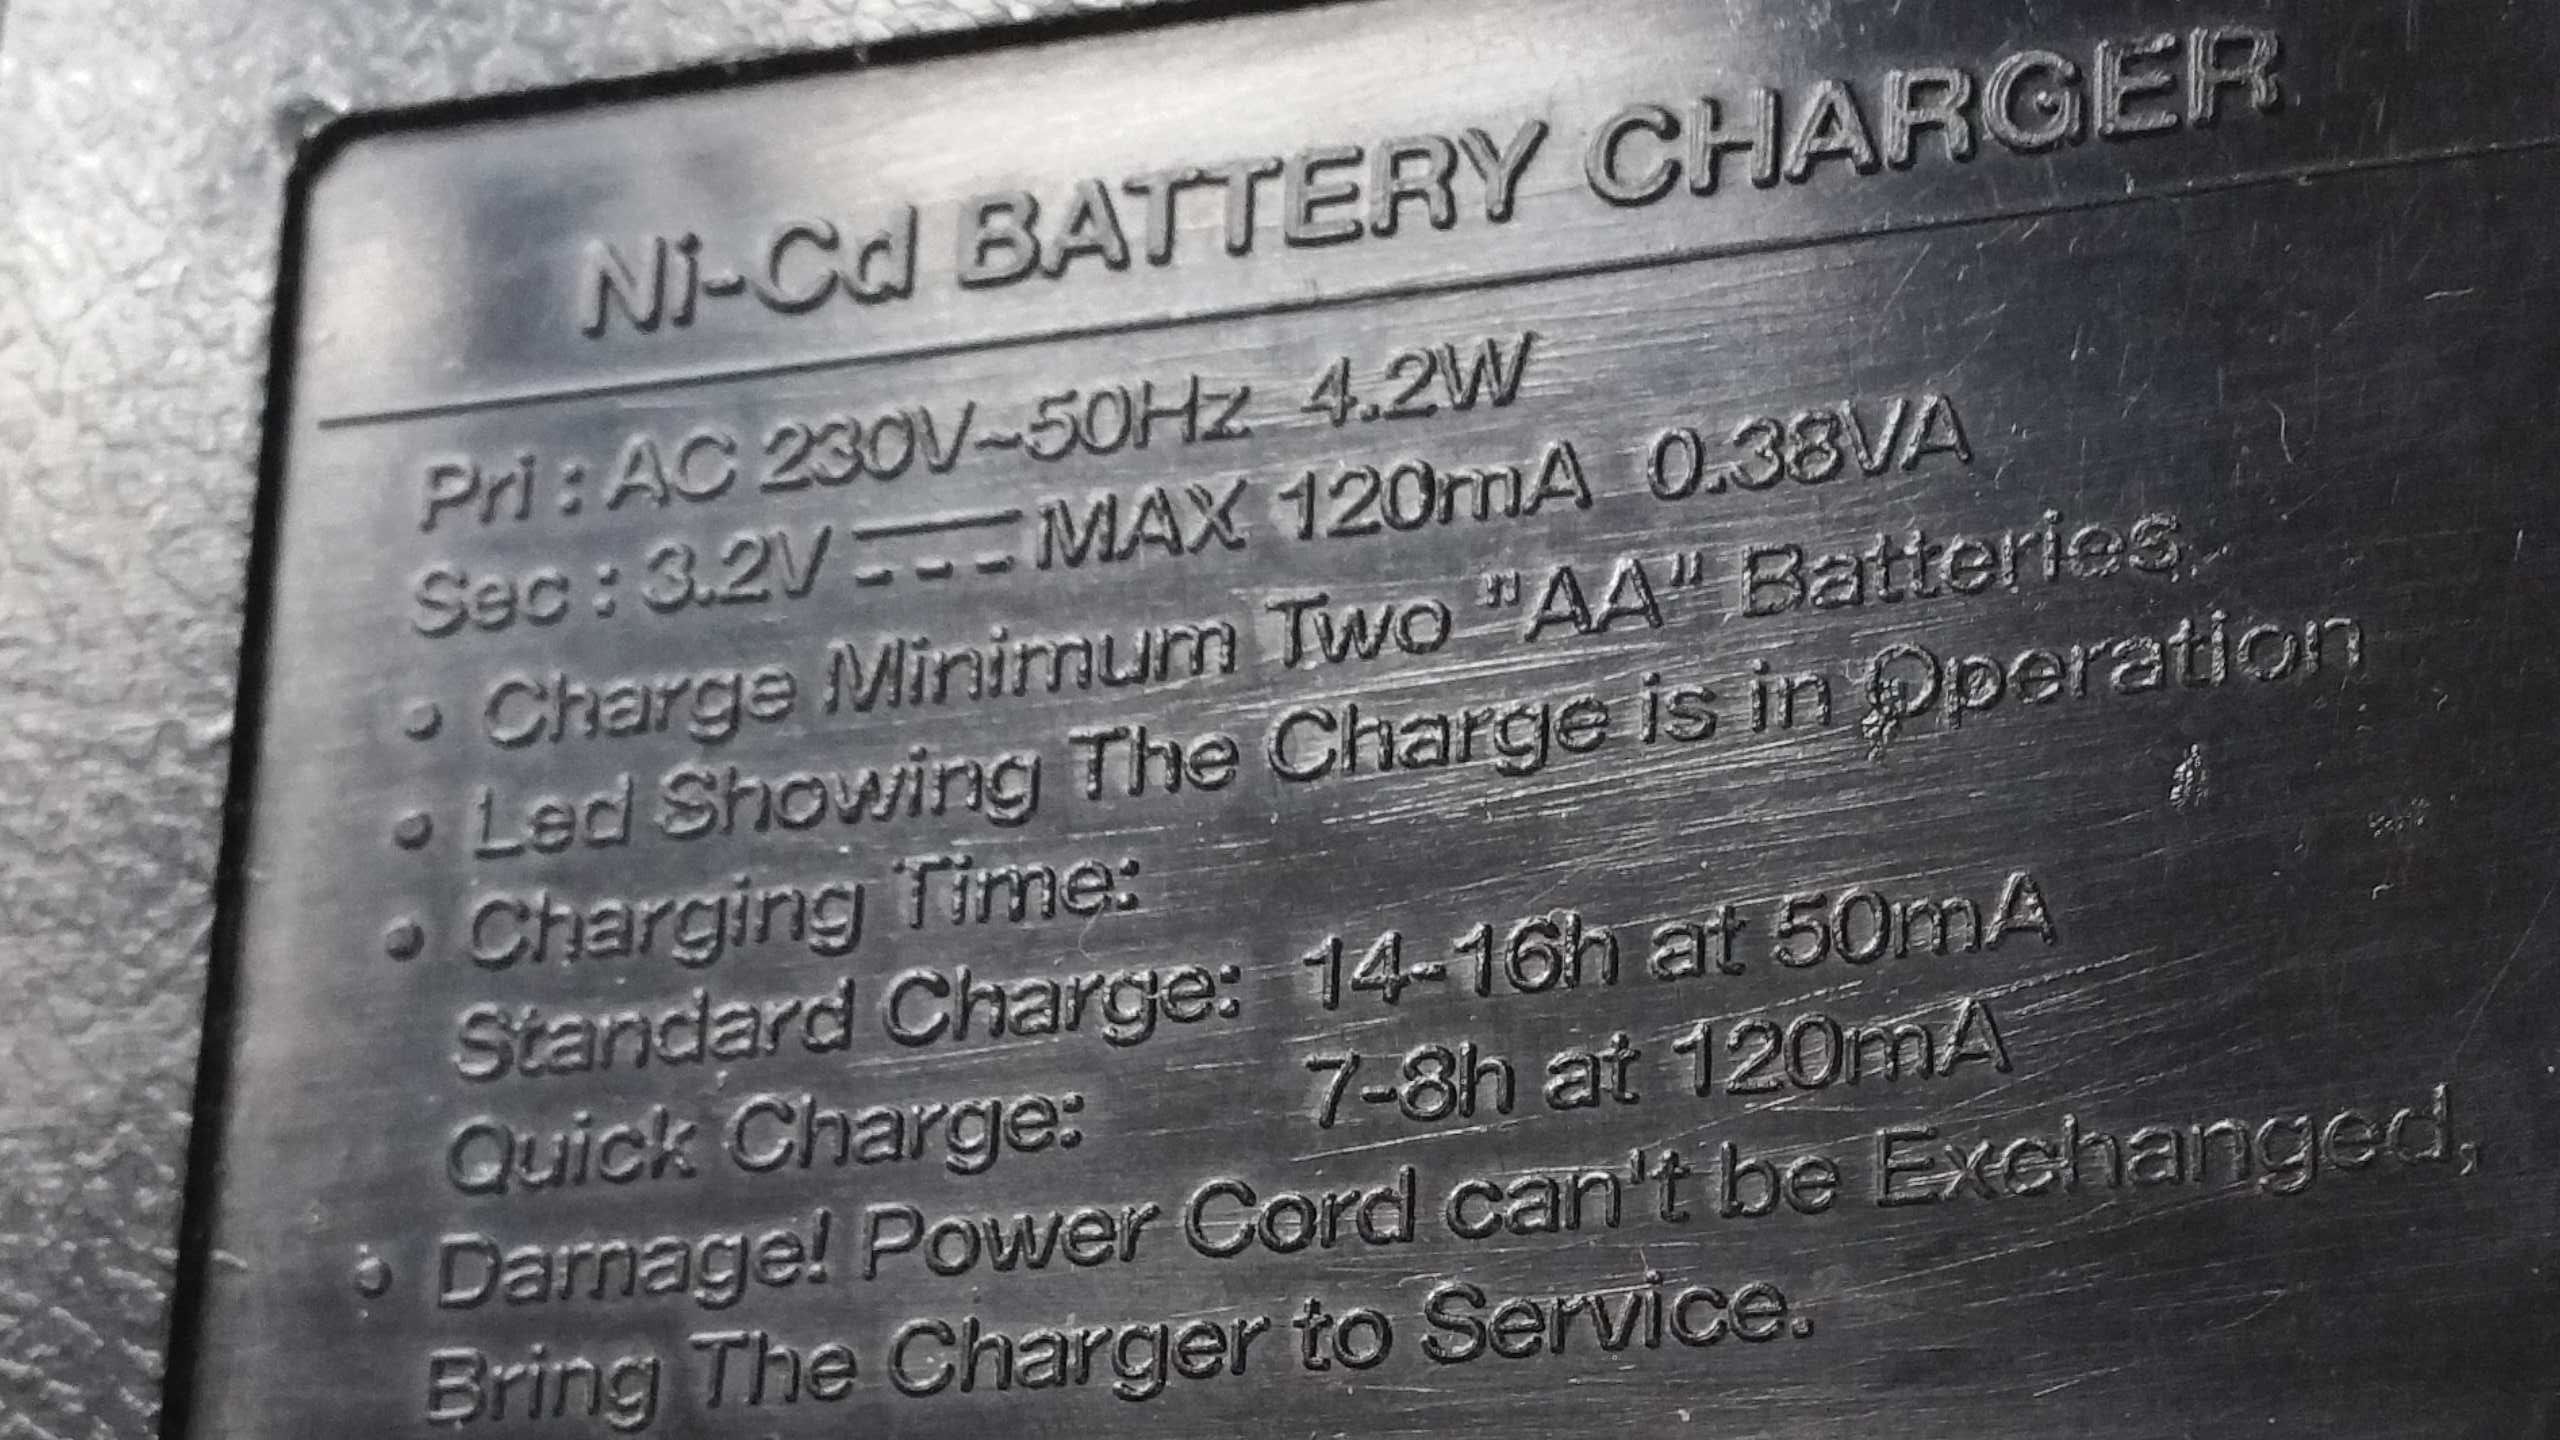 Ni-Cd BATTERY CHARGER
Pri : AC 230V~50Hz 4.2W
Sec : 3.2V ⎓ MAX 120mA 0.38VA
• Charge Minimum Two "AA" Batteries.
• Led Showing The Charge is in Operation
• Charging Time:
Standard Charge: 14-16h at 50mA
Quick Charge: 7-8h at 120mA
• Damage! Power Cord can't be Exchanged,
Bring The Charger to Service.